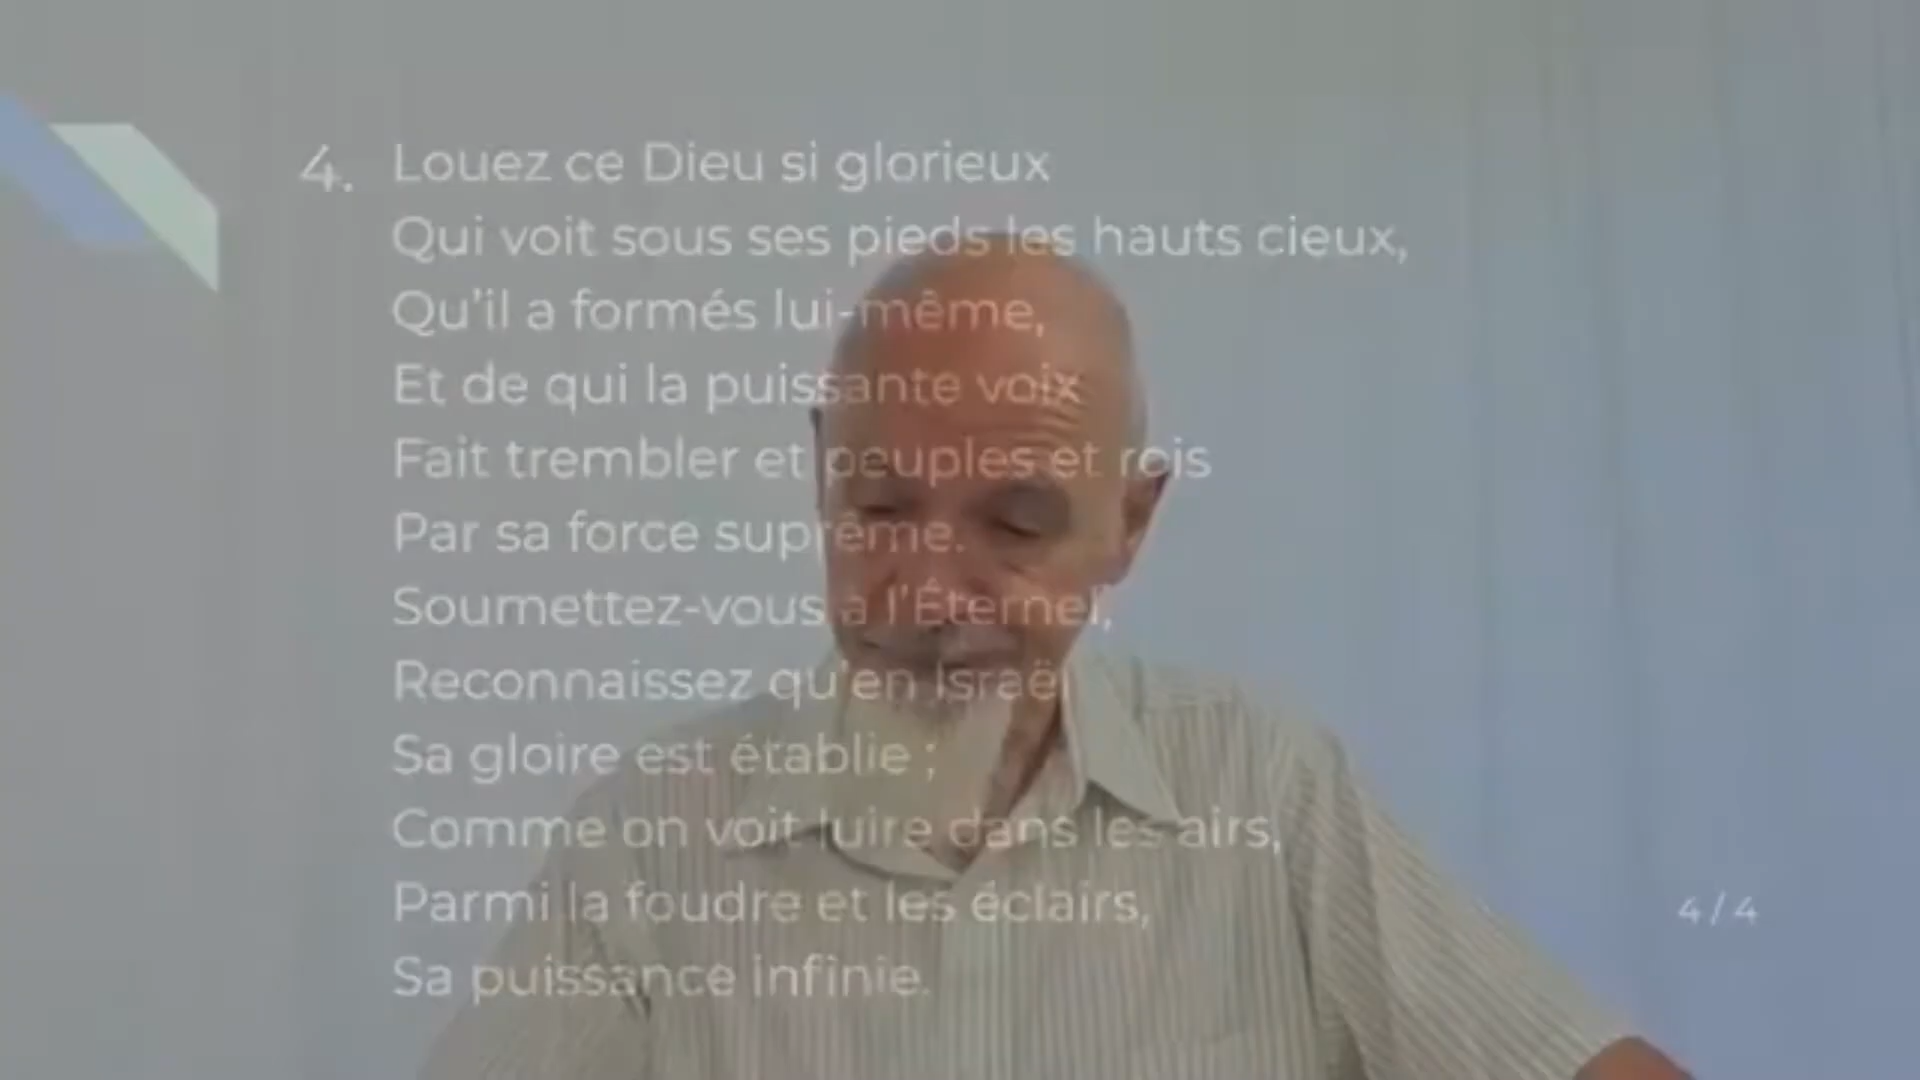 4. Louez ce Dieu si glorieux
Qui voit sous ses pieds les hauts cieux,
Qu'il a formés lui-même,
Et de qui la puissante voix
Fait trembler et peuples et rois
Par sa force suprême.
Soumettez-vous à l'Éternel,
Reconnaissez qu'en Israël
Sa gloire est établie ;
Comme on voit luire dans les airs,
Parmi la foudre et les éclairs,
Sa puissance infinie.
4 / 4